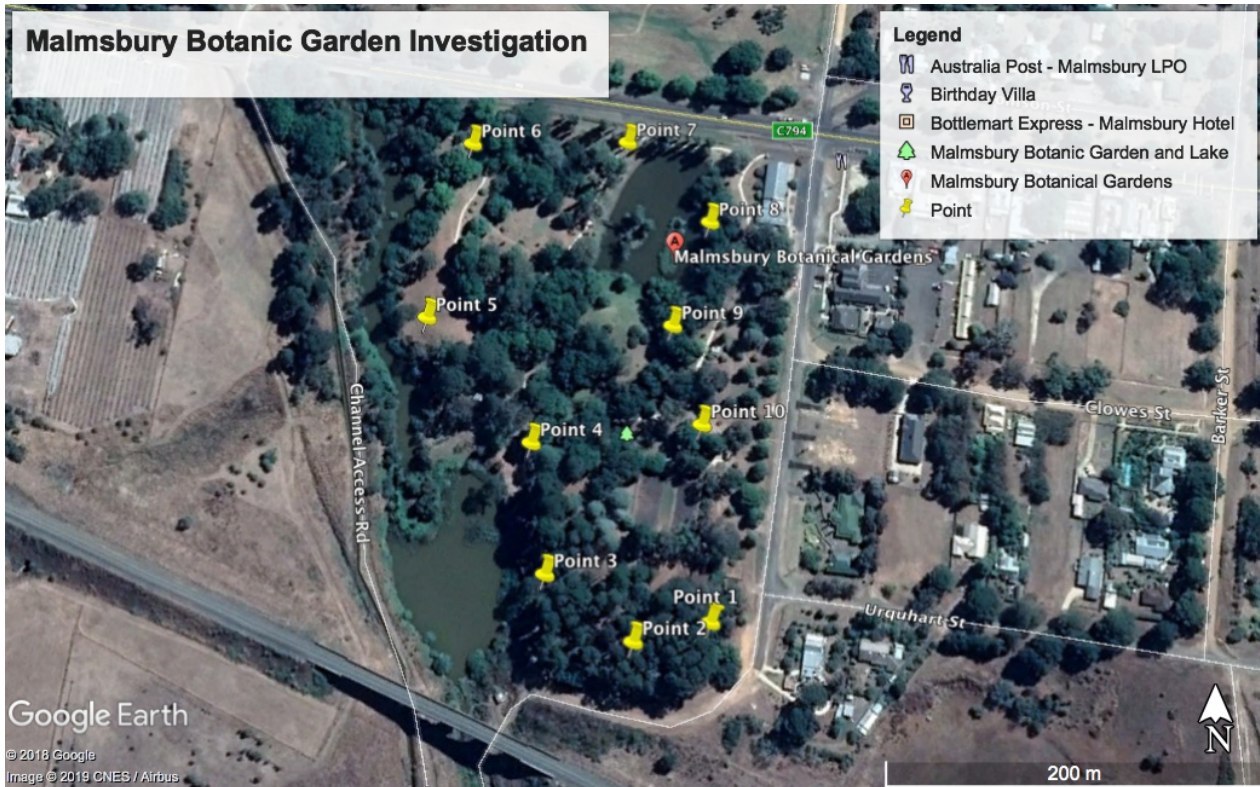 Malmsbury Botanic Garden Investigation
Legend
Australia Post - Malmsbury LPO
Birthday Villa
Bottlemart Express - Malmsbury Hotel
Malmsbury Botanic Garden and Lake
A Malmsbury Botanical Gardens
Point
Point 6
Point 7
C794
Point 8
A
Malmsbury Botanical Gardens
Point 5
Point 9
Channel Access Rd
Point 10
Clowes St
Barker St
Point 4
Point 3
Point 1
Point 2
Urquhart St
Google Earth
© 2018 Google
Image © 2019 CNES / Airbus
N
200 m